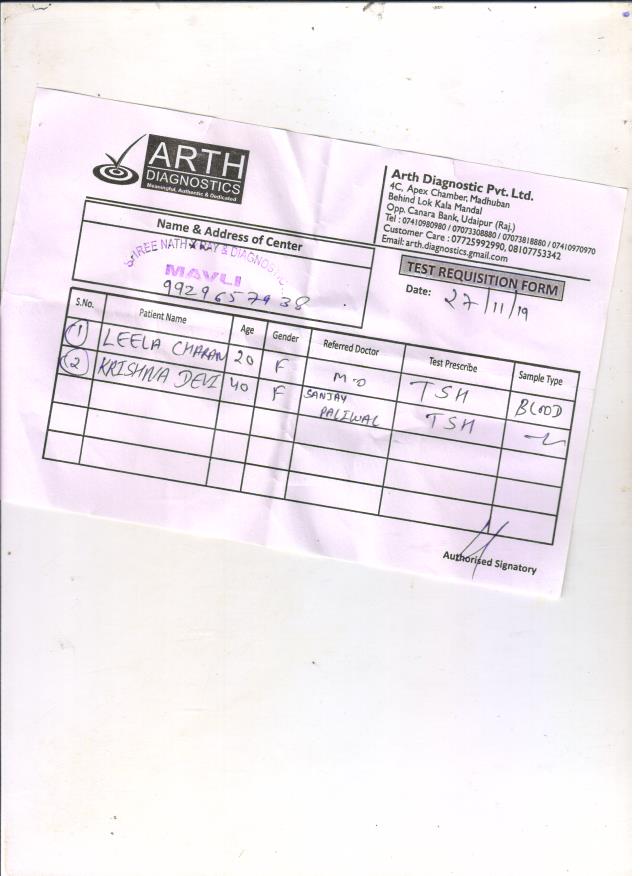 ARTH
DIAGNOSTICS
Meaningful, Authentic & Dedicated
Arth Diagnostic Pvt. Ltd.
4C, Apex Chamber, Madhuban
Behind Lok Kala Mandal
Opp. Canara Bank, Udaipur (Raj.)
Tel : 07410980980 / 07073308880 / 07073818880 / 07410970970
Customer Care : 07725992990, 08107753342
Email: arth.diagnostics.gmail.com
Name & Address of Center
SHREE NATH X RAY & DIAGNOSTIC
MAVLI
9929657938
TEST REQUISITION FORM
Date: 27/11/19
S.No. Patient Name Age Gender Referred Doctor Test Prescribe Sample Type
1 LEELA CHARAN 20 F M.D TSH BLOOD
2 KRISHNA DEVI 40 F SANJAY PALIWAL TSH
Authorised Signatory